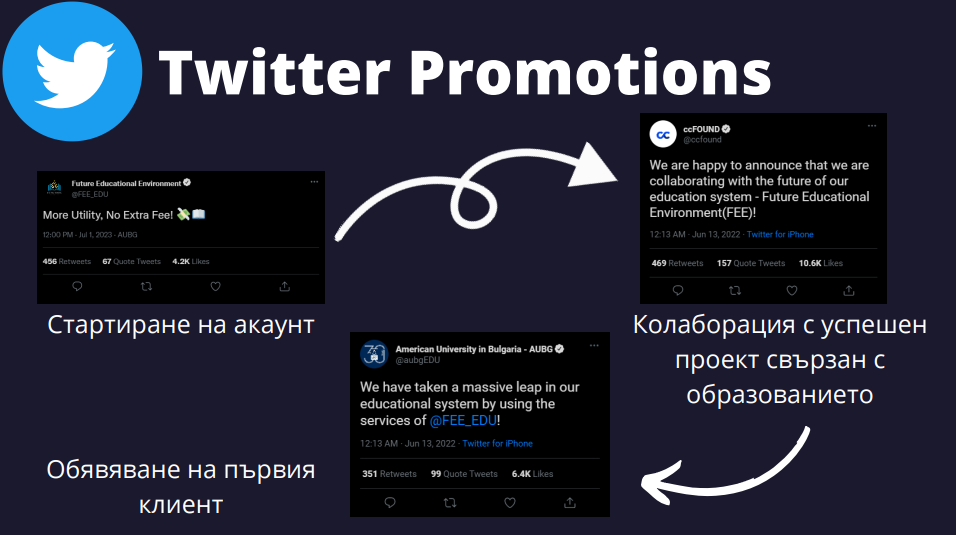 Twitter Promotions
Future Educational Environment
@FEE_EDU
More Utility, No Extra Fee! 💸📖
12:00 PM · Jul 1, 2023 · AUBG
456 Retweets 67 Quote Tweets 4.2K Likes
Стартиране на акаунт
ccFOUND
@ccfound
We are happy to announce that we are
collaborating with the future of our
education system - Future Educational
Environment(FEE)!
12:13 AM · Jun 13, 2022 · Twitter for iPhone
469 Retweets 157 Quote Tweets 10.6K Likes
Колаборация с успешен
проект свързан с
образованието
American University in Bulgaria - AUBG
@aubgEDU
We have taken a massive leap in our
educational system by using the
services of @FEE_EDU!
12:13 AM · Jun 13, 2022 · Twitter for iPhone
351 Retweets 99 Quote Tweets 6.4K Likes
Обявяване на първия
клиент